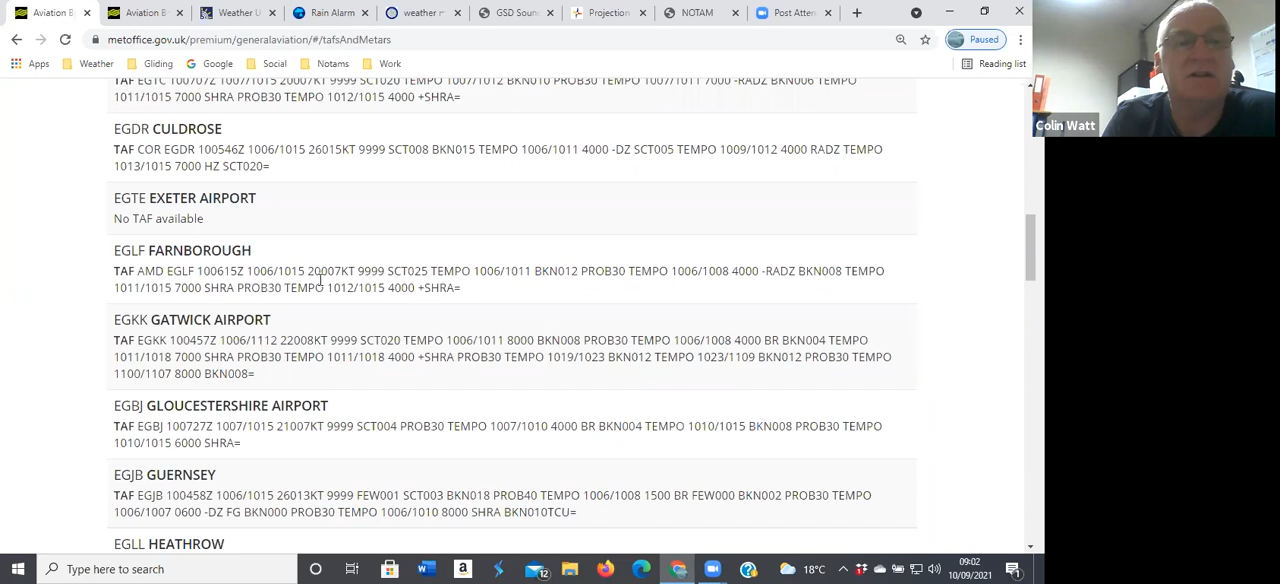 Aviation B
Aviation B
Weather U
Rain Alarm
weather m
GSD Soun
Projection
NOTAM
Post Atten
metoffice.gov.uk/premium/generalaviation/#/tafsAndMetars
Paused
Apps
Weather
Gliding
Google
Social
Notams
Work
Reading list
TAF EGTC 100707Z 1007/1015 20007KT 9999 SCT020 TEMPO 1007/1012 BKN010 PROB30 TEMPO 1007/1011 7000 -RADZ BKN006 TEMPO
1011/1015 7000 SHRA PROB30 TEMPO 1012/1015 4000 +SHRA=
EGDR CULDROSE
TAF COR EGDR 100546Z 1006/1015 26015KT 9999 SCT008 BKN015 TEMPO 1006/1011 4000 -DZ SCT005 TEMPO 1009/1012 4000 RADZ TEMPO
1013/1015 7000 HZ SCT020=
EGTE EXETER AIRPORT
No TAF available
EGLF FARNBOROUGH
TAF AMD EGLF 100615Z 1006/1015 20007KT 9999 SCT025 TEMPO 1006/1011 BKN012 PROB30 TEMPO 1006/1008 4000 -RADZ BKN008 TEMPO
1011/1015 7000 SHRA PROB30 TEMPO 1012/1015 4000 +SHRA=
EGKK GATWICK AIRPORT
TAF EGKK 100457Z 1006/1112 22008KT 9999 SCT020 TEMPO 1006/1011 8000 BKN008 PROB30 TEMPO 1006/1008 4000 BR BKN004 TEMPO
1011/1018 7000 SHRA PROB30 TEMPO 1011/1018 4000 +SHRA PROB30 TEMPO 1019/1023 BKN012 TEMPO 1023/1109 BKN012 PROB30 TEMPO
1100/1107 8000 BKN008=
EGBJ GLOUCESTERSHIRE AIRPORT
TAF EGBJ 100727Z 1007/1015 21007KT 9999 SCT004 PROB30 TEMPO 1007/1010 4000 BR BKN004 TEMPO 1010/1015 BKN008 PROB30 TEMPO
1010/1015 6000 SHRA=
EGJB GUERNSEY
TAF EGJB 100458Z 1006/1015 26013KT 9999 FEW001 SCT003 BKN018 PROB40 TEMPO 1006/1008 1500 BR FEW000 BKN002 PROB30 TEMPO
1006/1007 0600 -DZ FG BKN000 PROB30 TEMPO 1006/1010 8000 SHRA BKN010TCU=
EGLL HEATHROW
Colin Watt
Type here to search
12
18°C
09:02
10/09/2021
1